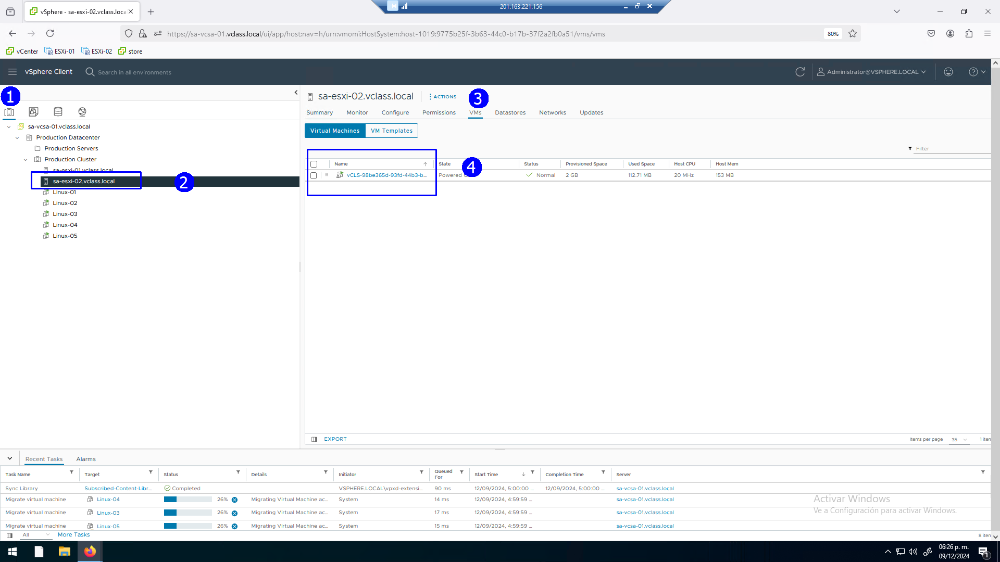 vSphere - sa-esxi-02.vclass.loca
201.163.221.156
https://sa-vcsa-01.vclass.local/ui/app/host;nav=h/urn:vmomi:HostSystem:host-1019:9775b25f-3b63-44c0-b17b-37f2a2fb0a51/vms/vms
80%
vCenter ESXi-01 ESXi-02 store
vSphere Client
Search in all environments
Administrator@VSPHERE.LOCAL
1
sa-esxi-02.vclass.local
ACTIONS
3
Summary Monitor Configure Permissions VMs Datastores Networks Updates
Virtual Machines VM Templates
Filter
sa-vcsa-01.vclass.local
Production Datacenter
Production Servers
Production Cluster
sa-esxi-01.vclass.local
sa-esxi-02.vclass.local
2
Linux-01
Linux-02
Linux-03
Linux-04
Linux-05
Name State Status Provisioned Space Used Space Host CPU Host Mem
4
vCLS-98be365d-93fd-44b3-b... Powered Normal 2 GB 112.71 MB 20 MHz 153 MB
EXPORT
Items per page 35 1 item
Recent Tasks Alarms
Task Name Target Status Details Initiator Queued For Start Time Completion Time Server
Sync Library Subscribed-Content-Libr... Completed VSPHERE.LOCAL\vpxd-extensi... 90 ms 12/09/2024, 5:00:00 ... 12/09/2024, 5:00:00 ... sa-vcsa-01.vclass.local
Migrate virtual machine Linux-04 26% Migrating Virtual Machine ac... System 14 ms 12/09/2024, 4:59:59 ... sa-vcsa-01.vclass.local
Migrate virtual machine Linux-03 26% Migrating Virtual Machine ac... System 17 ms 12/09/2024, 4:59:59 ... sa-vcsa-01.vclass.local
Migrate virtual machine Linux-05 26% Migrating Virtual Machine ac... System 15 ms 12/09/2024, 4:59:59 ... sa-vcsa-01.vclass.local
All More Tasks
8 item
Activar Windows
Ve a Configuración para activar Windows.
06:26 p. m.
09/12/2024
1